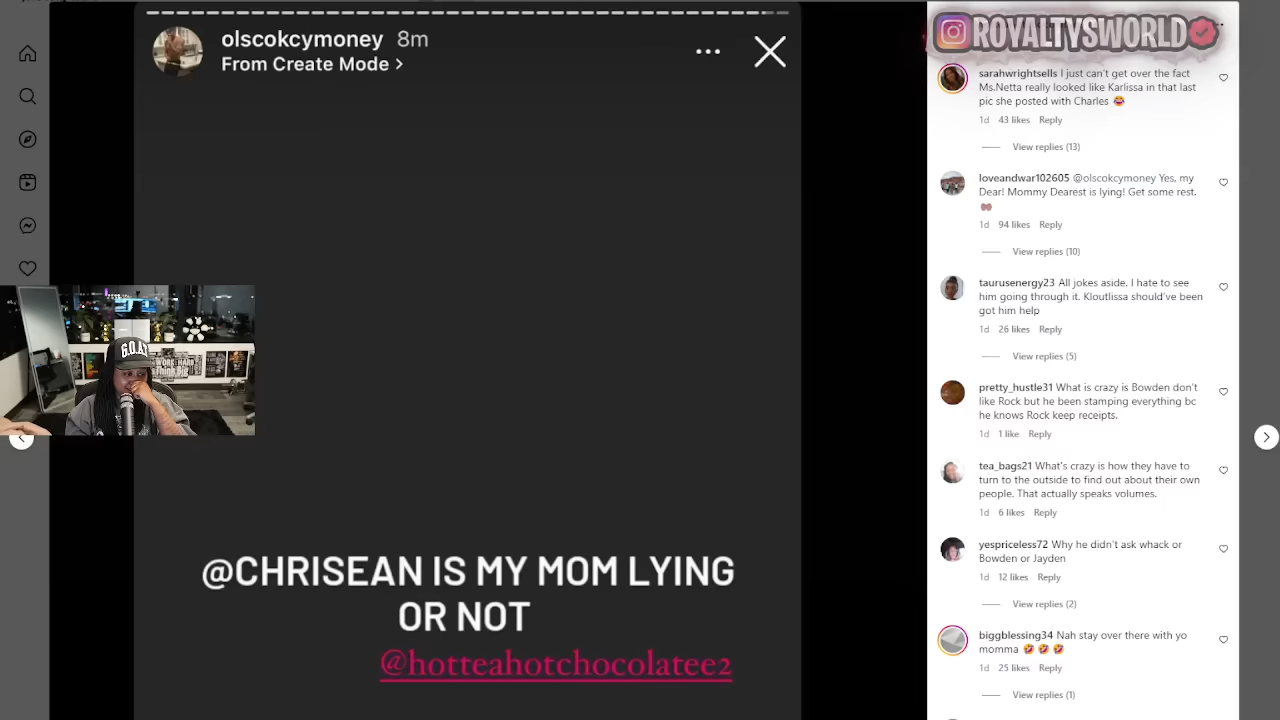 olscokcymoney 8m
From Create Mode >
@CHRISEAN IS MY MOM LYING
OR NOT
@hotteahotchocolatee2
G.O.A
WORK HARD
Think Big
ROYALTYSWORLD
sarahwrightsells I just can't get over the fact
Ms.Netta really looked like Karlissa in that last
pic she posted with Charles 😂
1d 43 likes Reply
View replies (13)
loveandwar102605 @olscokcymoney Yes, my
Dear! Mommy Dearest is lying! Get some rest.
1d 94 likes Reply
View replies (10)
taurusenergy23 All jokes aside. I hate to see
him going through it. Kloutlissa should've been
got him help
1d 26 likes Reply
View replies (5)
pretty_hustle31 What is crazy is Bowden don't
like Rock but he been stamping everything bc
he knows Rock keep receipts.
1d 1 like Reply
tea_bags21 What's crazy is how they have to
turn to the outside to find out about their own
people. That actually speaks volumes.
1d 6 likes Reply
yespriceless72 Why he didn't ask whack or
Bowden or Jayden
1d 12 likes Reply
View replies (2)
biggblessing34 Nah stay over there with yo
momma 🤣 🤣 🤣
1d 25 likes Reply
View replies (1)